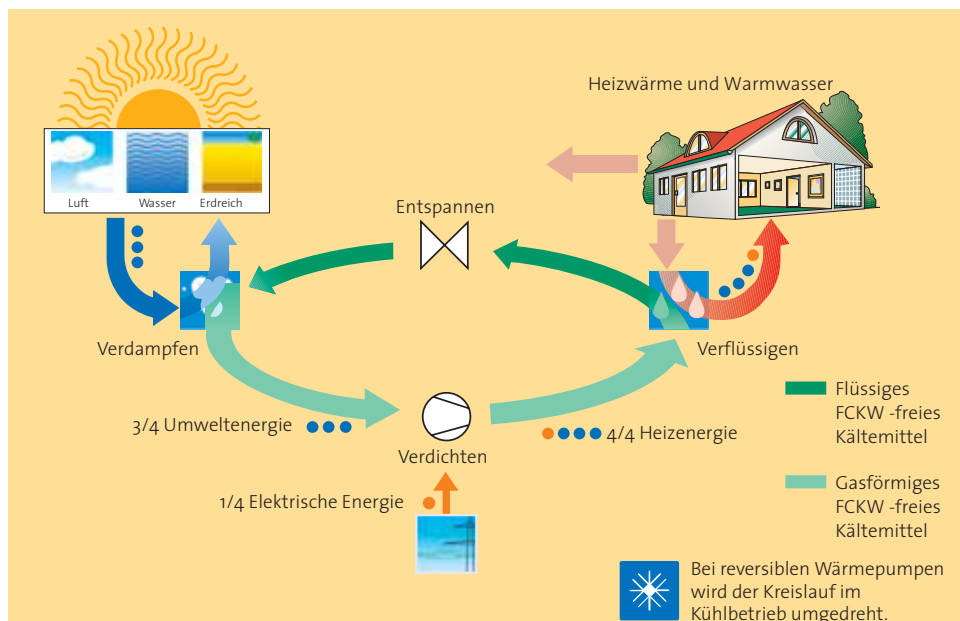 Heizwärme und Warmwasser
Luft
Wasser
Erdreich
Entspannen
Verdampfen
Verflüssigen
3/4 Umweltenergie
4/4 Heizenergie
Verdichten
1/4 Elektrische Energie
Flüssiges
FCKW -freies
Kältemittel
Gasförmiges
FCKW -freies
Kältemittel
Bei reversiblen Wärmepumpen
wird der Kreislauf im
Kühlbetrieb umgedreht.